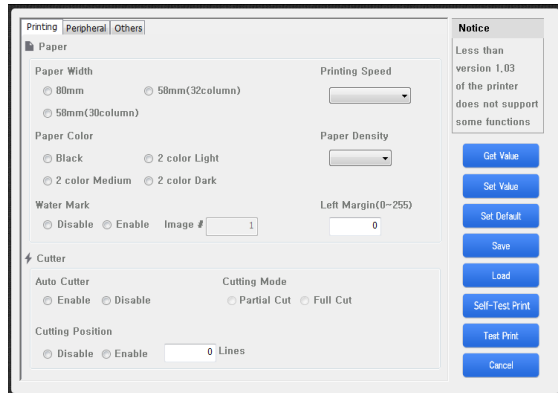 Printing Peripheral Others
Paper
Paper Width
80mm 58mm(32column)
58mm(30column)
Printing Speed
Paper Color
Black 2 color Light
2 color Medium 2 color Dark
Paper Density
Water Mark
Disable Enable Image # 1
Left Margin(0~255)
0
Cutter
Auto Cutter
Enable Disable
Cutting Mode
Partial Cut Full Cut
Cutting Position
Disable Enable 0 Lines
Notice
Less than
version 1.03
of the printer
does not support
some functions
Get Value
Set Value
Set Default
Save
Load
Self-Test Print
Test Print
Cancel